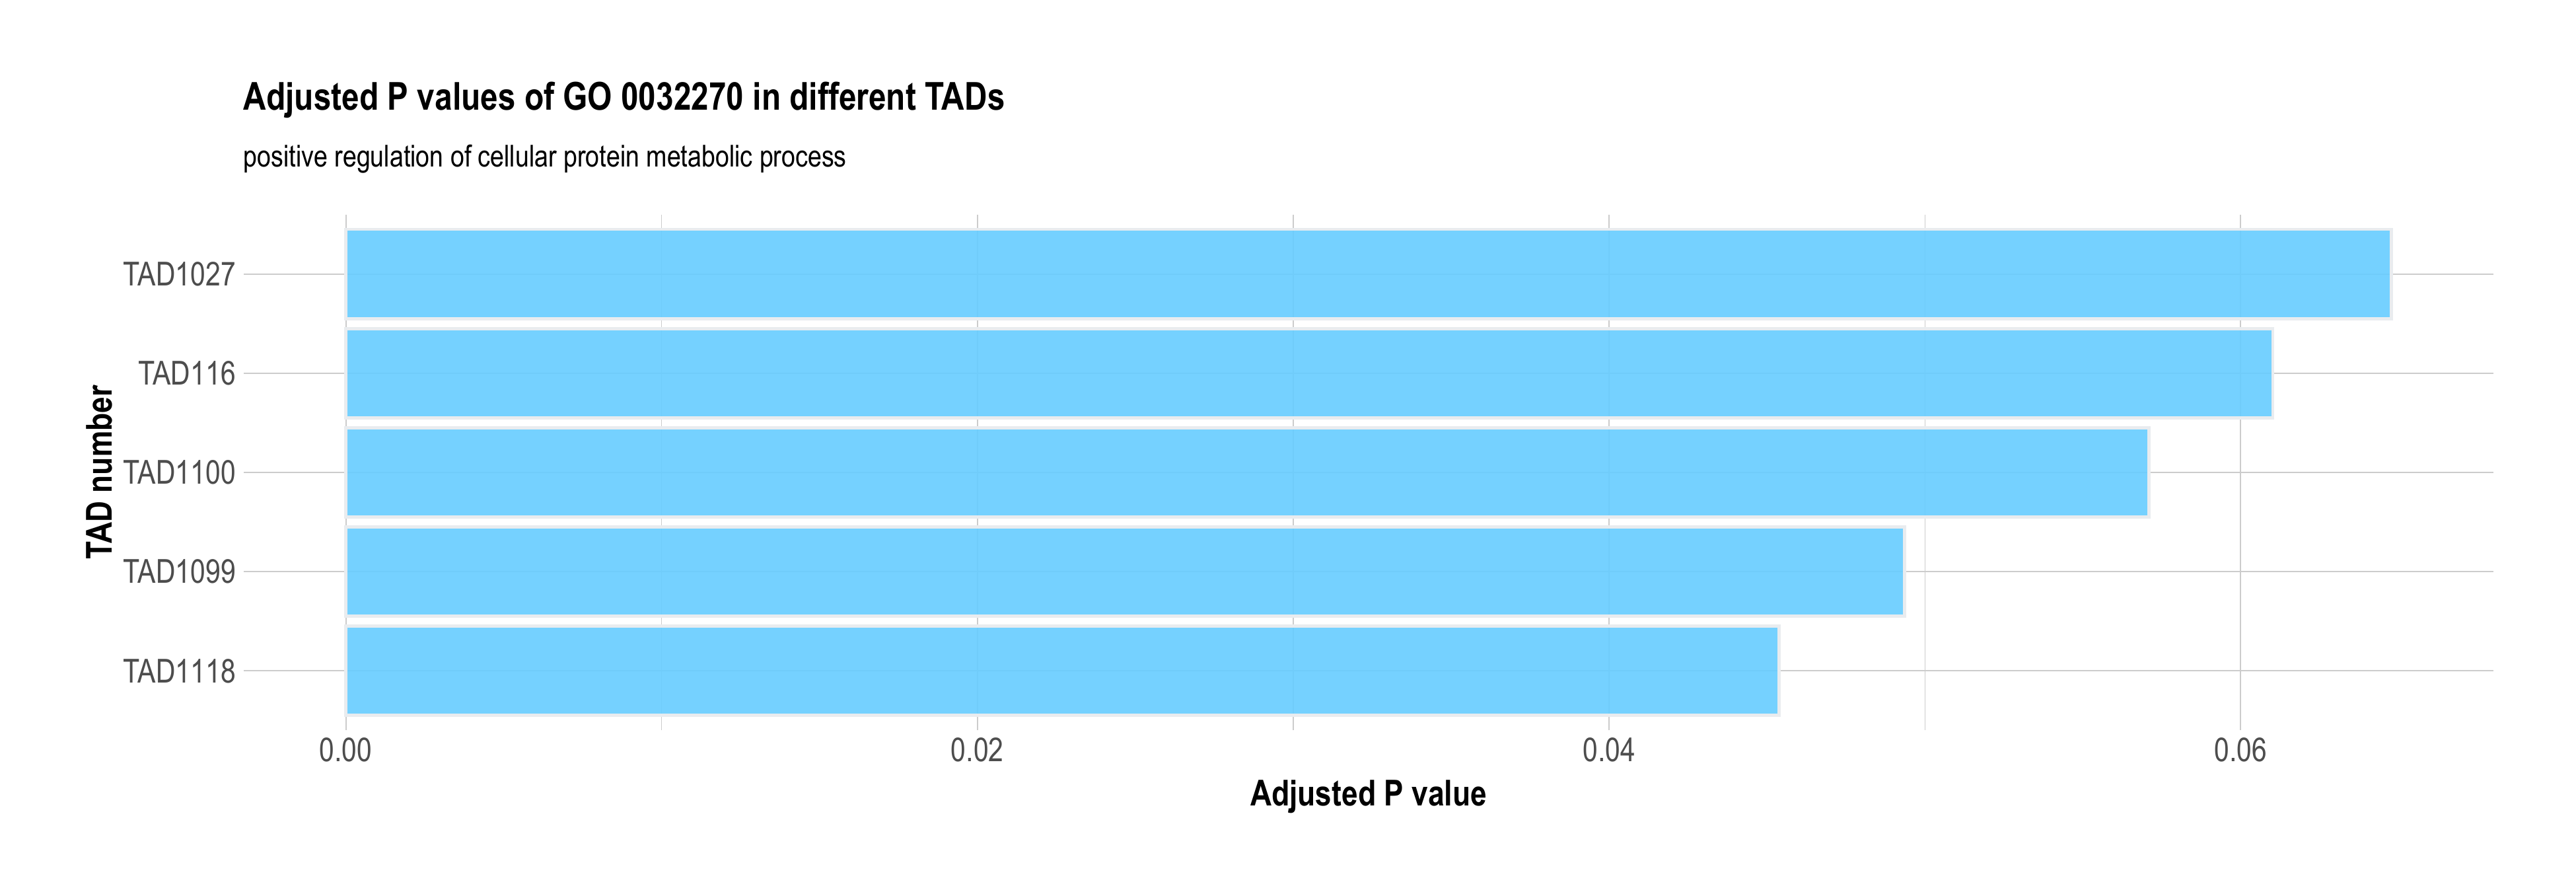 Adjusted P values of GO 0032270 in different TADs
positive regulation of cellular protein metabolic process
TAD number
TAD1027
TAD116
TAD1100
TAD1099
TAD1118
0.00 0.02 0.04 0.06
Adjusted P value